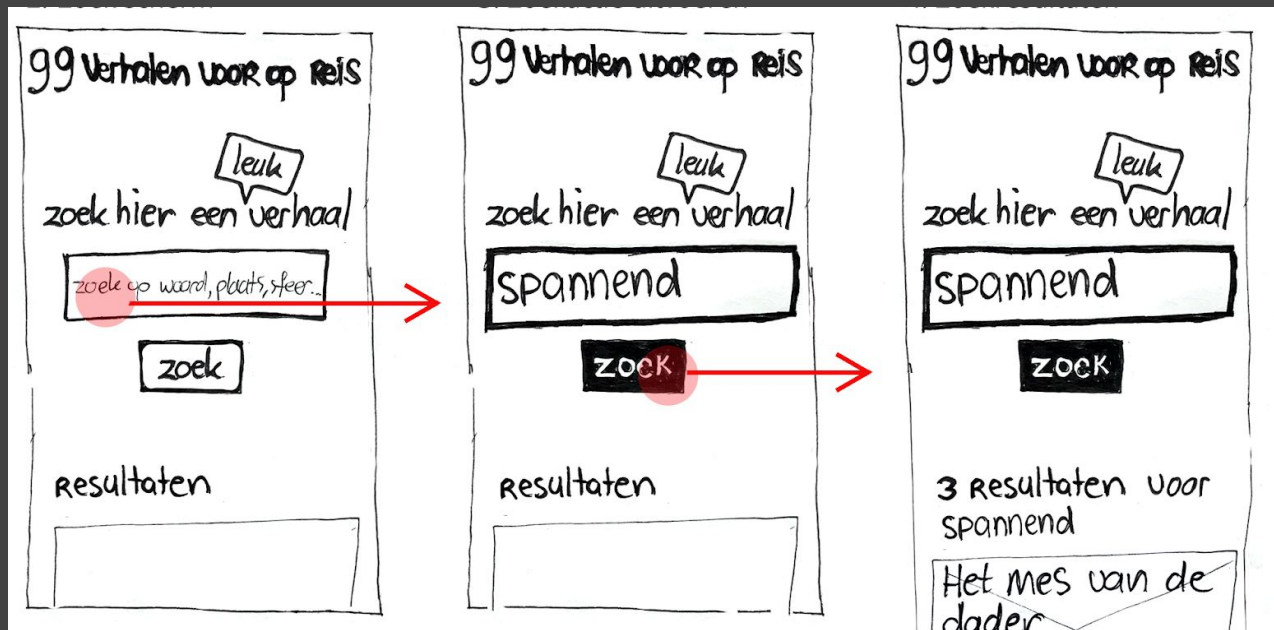 99 verhalen voor op Reis
leuk
zoek hier een verhaal
zoek op woord, plaats, sfeer...
zoek
Resultaten
99 verhalen voor op Reis
leuk
zoek hier een verhaal
spannend
zoek
Resultaten
99 verhalen voor op Reis
leuk
zoek hier een verhaal
spannend
zoek
3 Resultaten voor
spannend
Het mes van de
dader